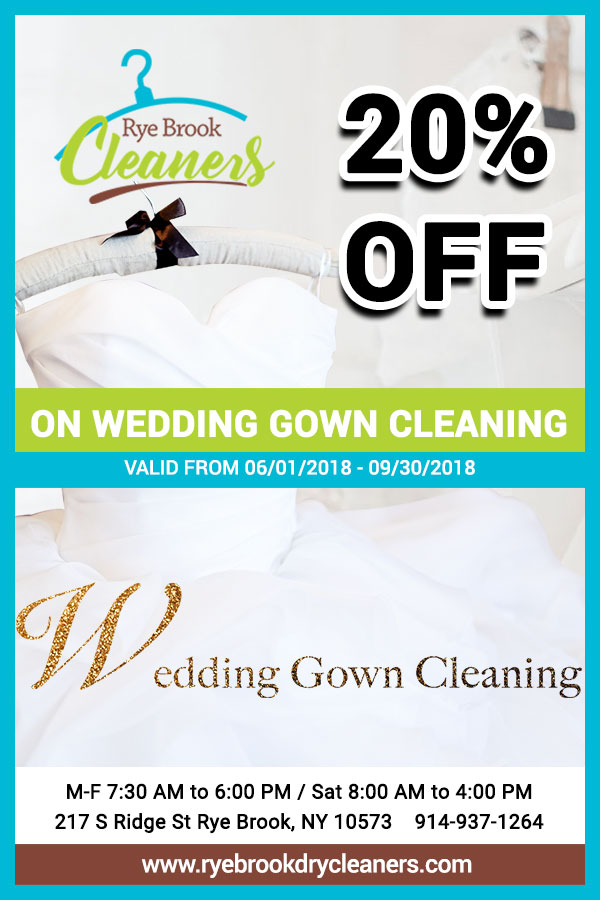 Rye Brook
Cleaners
20%
OFF
ON WEDDING GOWN CLEANING
VALID FROM 06/01/2018 - 09/30/2018
Wedding Gown Cleaning
M-F 7:30 AM to 6:00 PM / Sat 8:00 AM to 4:00 PM
217 S Ridge St Rye Brook, NY 10573 914-937-1264
www.ryebrookdrycleaners.com